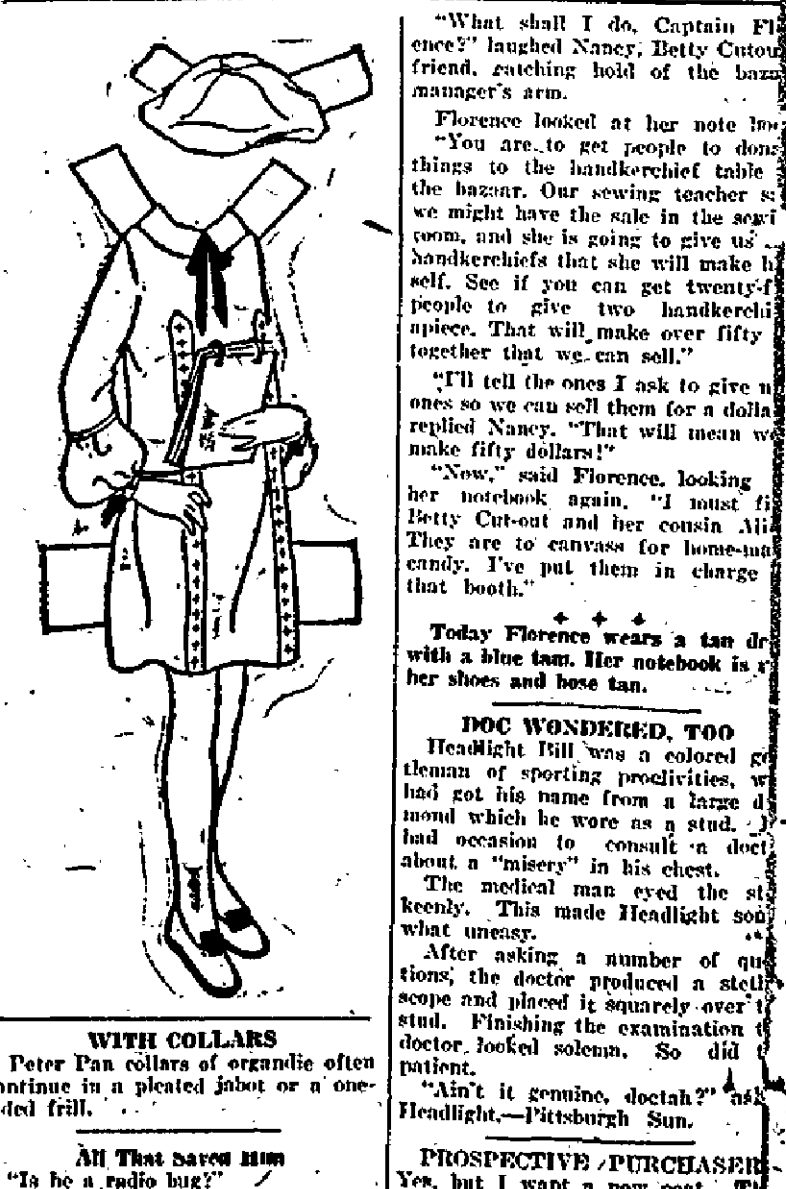 WITH COLLARS
Peter Pan collars of organdie often
ontinue in a pleated jabot or a one-
ded frill.
All That Saved Him
"Is he a radio bug?"
"What shall I do, Captain Fl
ence?" laughed Nancy, Betty Cutou
friend, catching hold of the baza
manager's arm.
Florence looked at her note boo
"You are to get people to dona
things to the handkerchief table
the bazaar. Our sewing teacher s
we might have the sale in the sewi
room, and she is going to give us
handkerchiefs that she will make h
self. See if you can get twenty-f
people to give two handkerchi
apiece. That will make over fifty
together that we can sell."
"I'll tell the ones I ask to give n
ones so we can sell them for a dolla
replied Nancy. "That will mean we
make fifty dollars!"
"Now," said Florence, looking
her notebook again, "I must fi
Betty Cut-out and her cousin Ali
They are to canvass for home-ma
candy. I've put them in charge
that booth."
Today Florence wears a tan dr
with a blue tam. Her notebook is r
her shoes and hose tan.
DOC WONDERED, TOO
Headlight Bill was a colored ge
tleman of sporting proclivities, w
had got his name from a large d
mond which he wore as a stud.
had occasion to consult a doct
about a "misery" in his chest.
The medical man eyed the st
keenly. This made Headlight som
what uneasy.
After asking a number of qu
tions, the doctor produced a steth
scope and placed it squarely over t
stud. Finishing the examination t
doctor looked solemn. So did t
patient.
"Ain't it genuine, doctah?" ask
Headlight.—Pittsburgh Sun.
PROSPECTIVE PURCHASER
Yes, but I want a new coat. Th